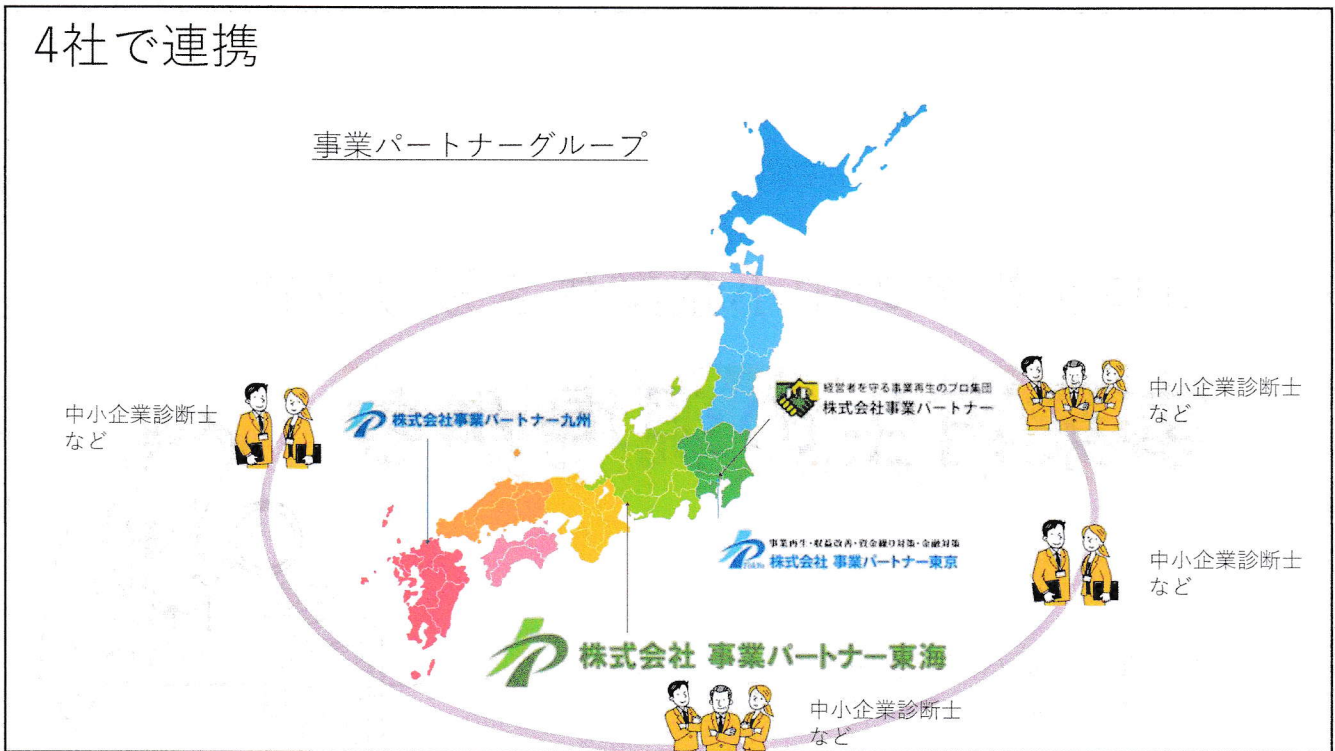 4社で連携
事業パートナーグループ
経営者を守る事業再生のプロ集団
株式会社事業パートナー
中小企業診断士
など
中小企業診断士
など
株式会社事業パートナー九州
事業再生・収益改善・資金繰り対策・金融対策
株式会社 事業パートナー東京
中小企業診断士
など
株式会社 事業パートナー東海
中小企業診断士
など